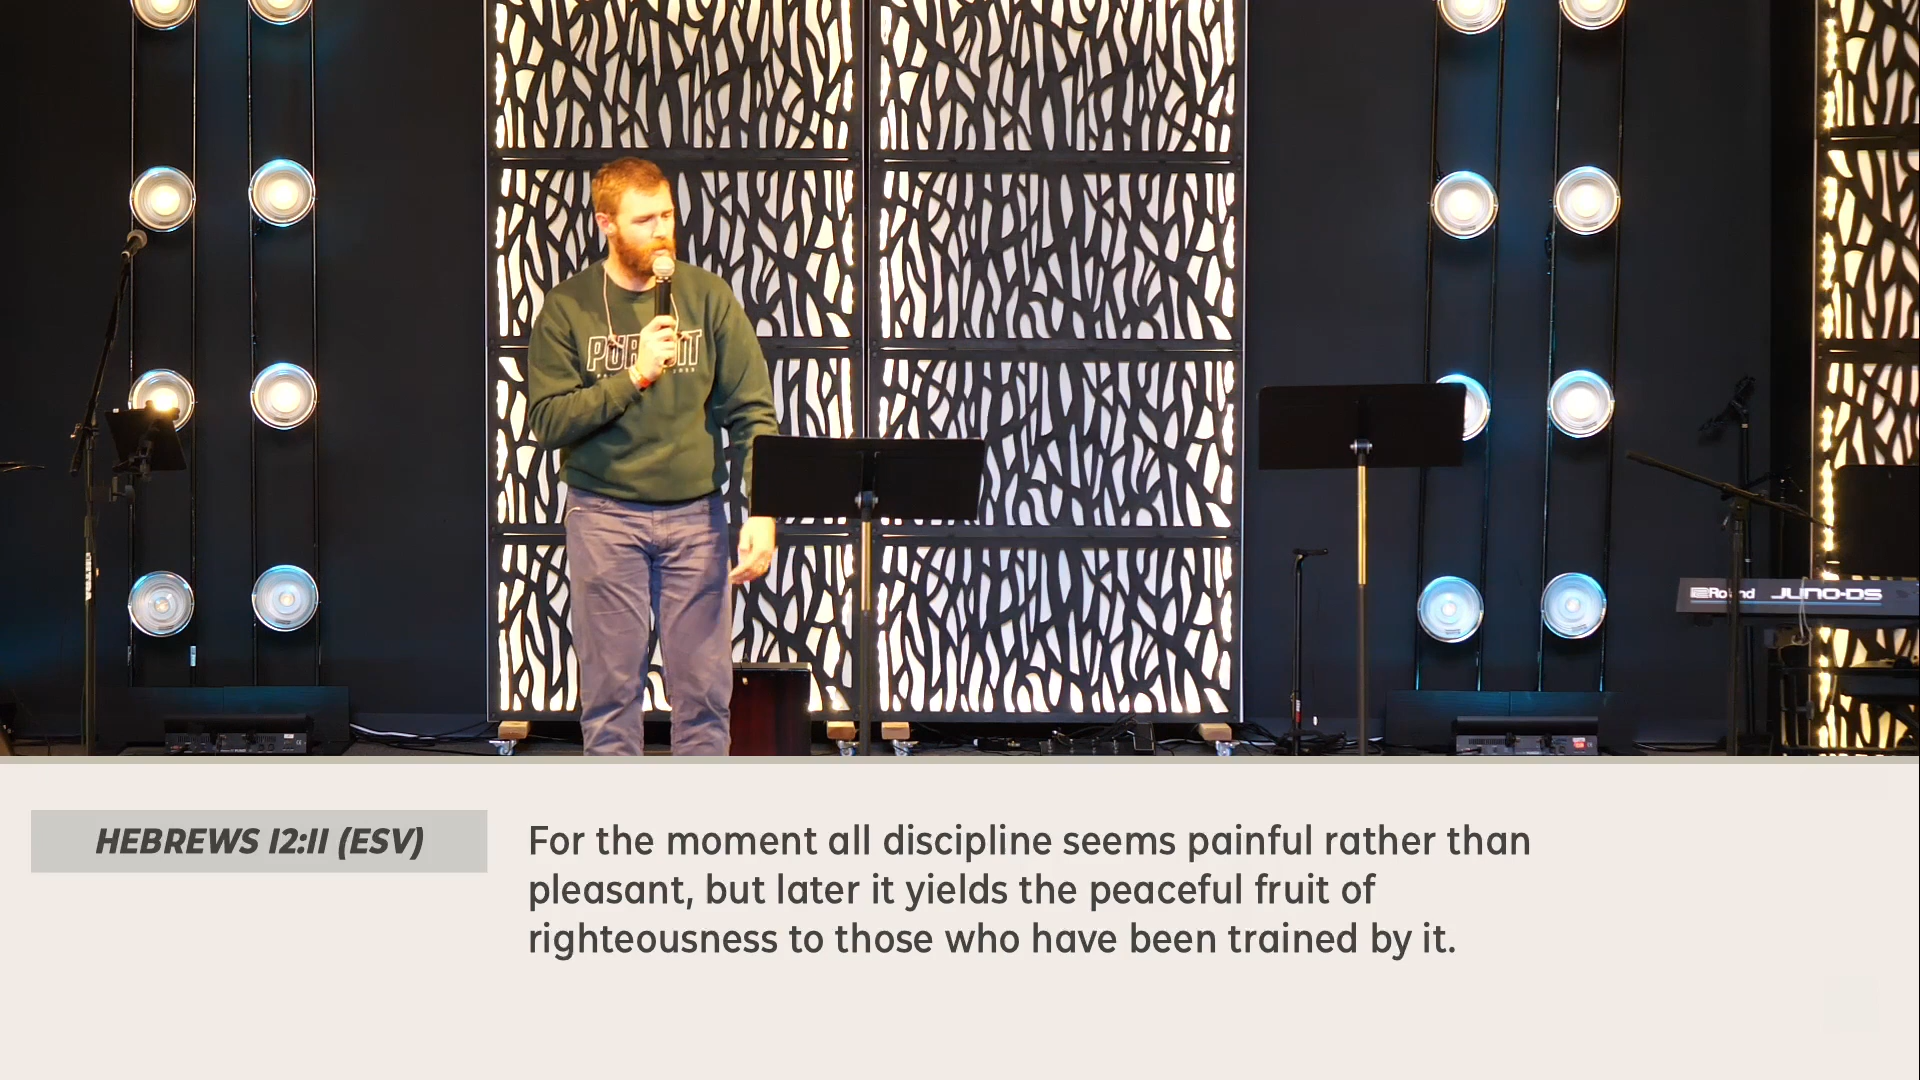 PURSUIT
Roland JUNO-DS
HEBREWS 12:11 (ESV)
For the moment all discipline seems painful rather than
pleasant, but later it yields the peaceful fruit of
righteousness to those who have been trained by it.